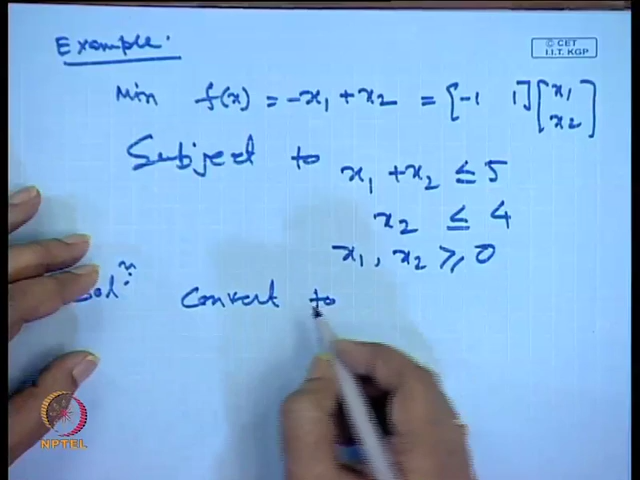 Example.
© CET
I.I.T. KGP
Min f(x) = -x₁ + x₂ = [-1 1] [x₁ x₂]
Subject to
x₁ + x₂ ≤ 5
x₂ ≤ 4
x₁, x₂ ≥ 0
Solⁿ: Convert to
NPTEL